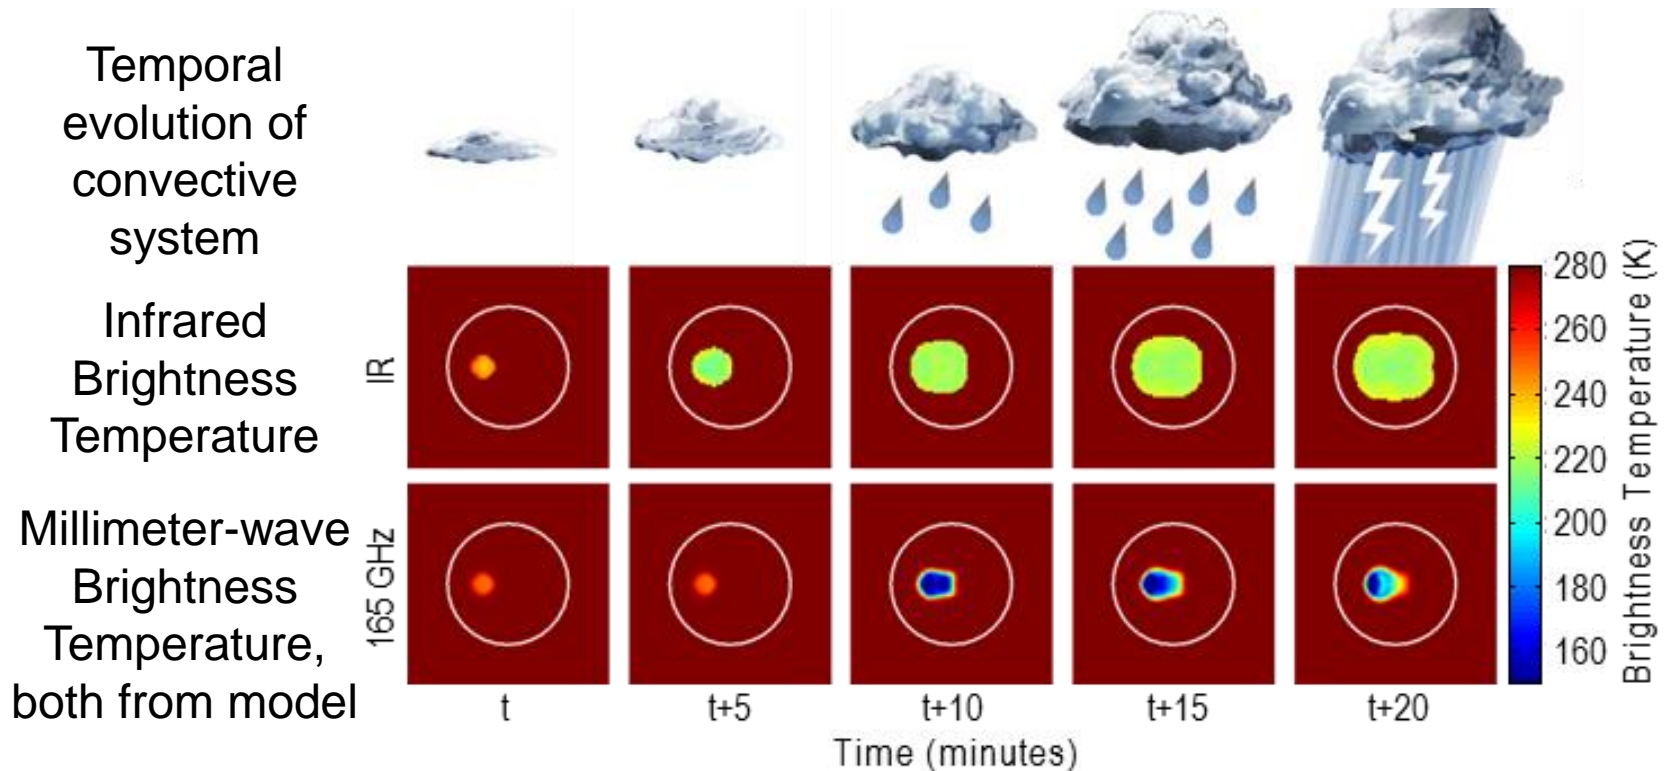 Temporal
evolution of
convective
system
Infrared
Brightness
Temperature
Millimeter-wave
Brightness
Temperature,
both from model
IR
165 GHz
t
t+5
t+10
t+15
t+20
Time (minutes)
280
260
240
220
200
180
160
Brightness Temperature (K)